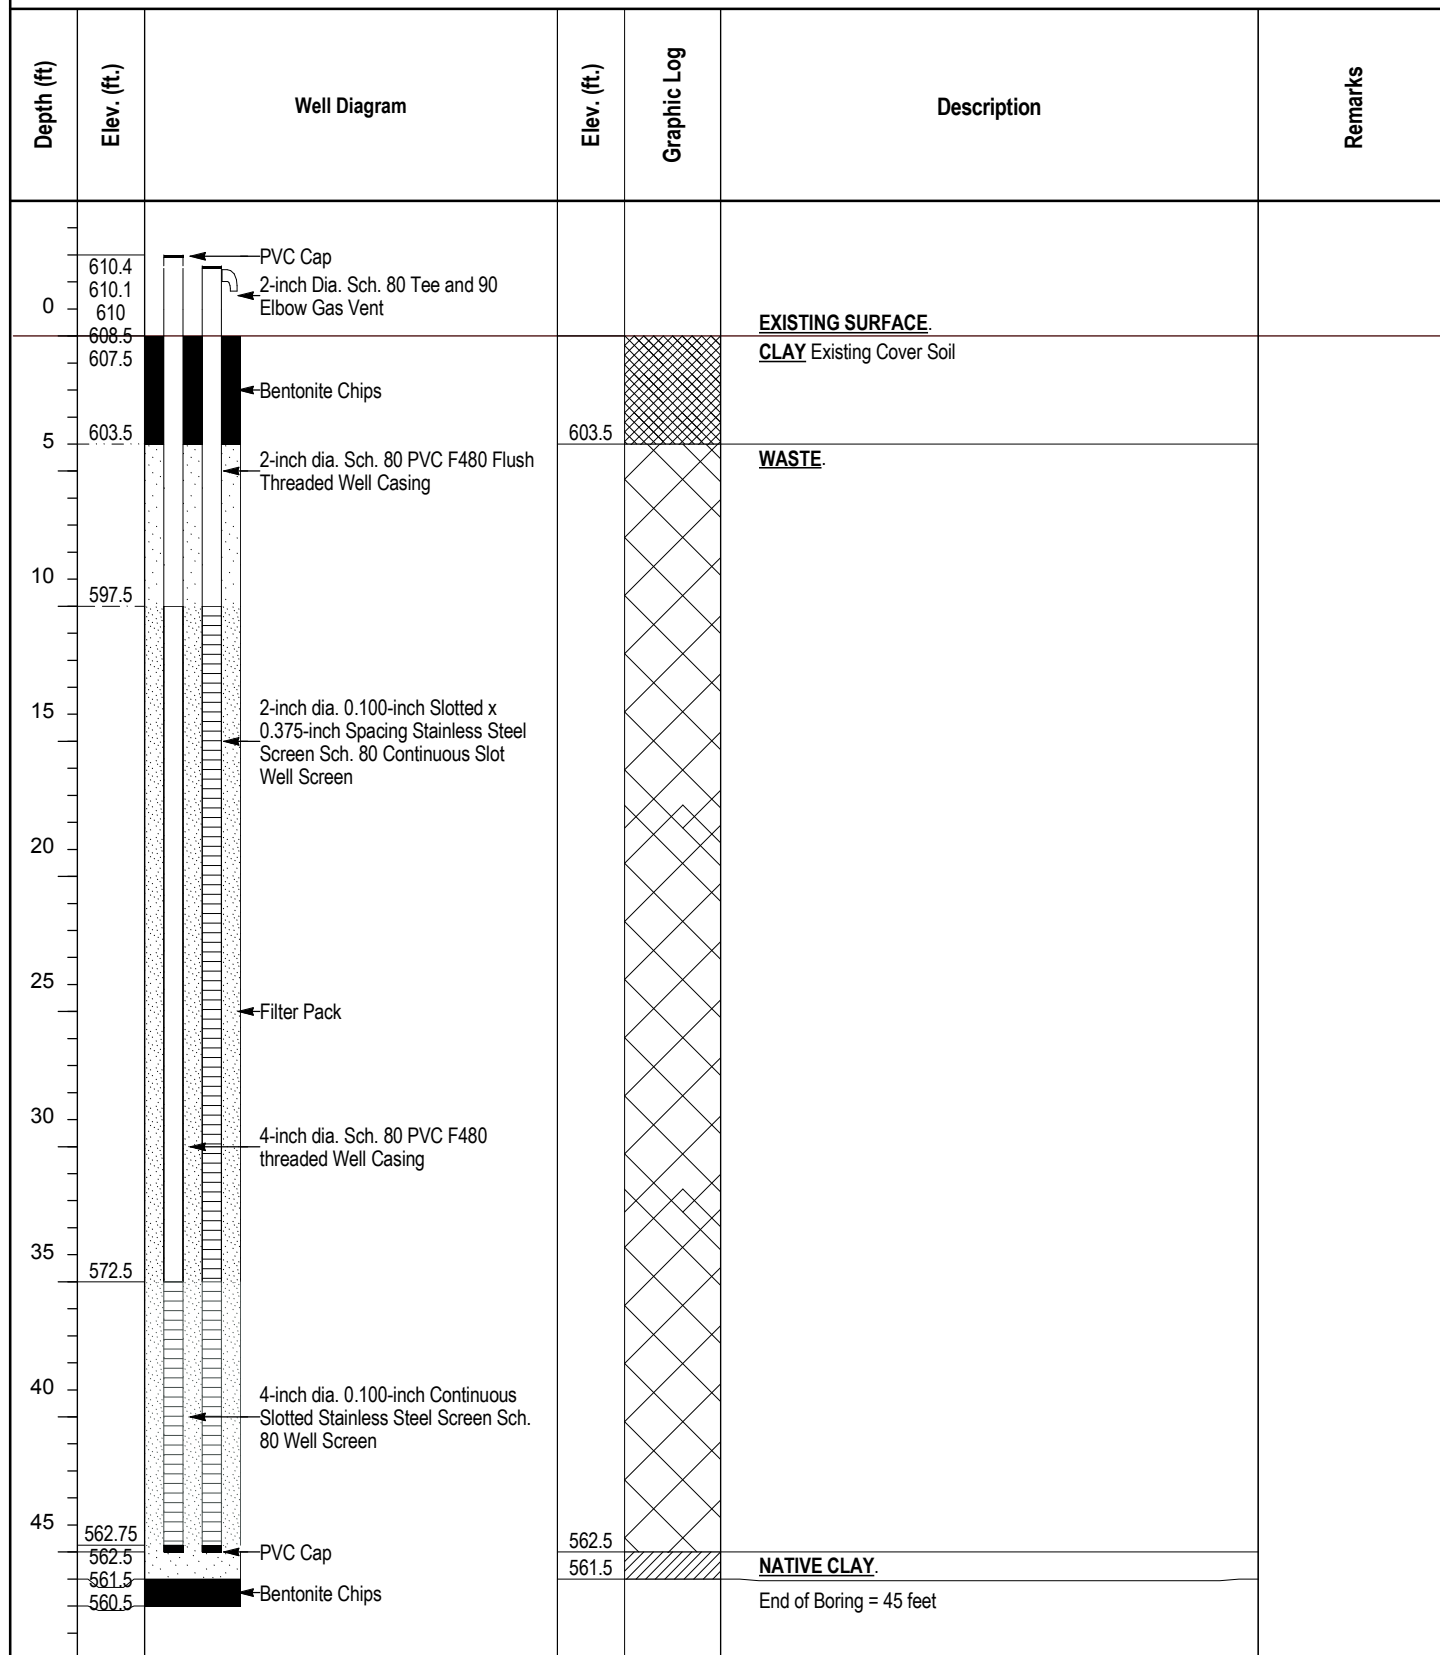 Depth (ft)
Elev. (ft.)
Well Diagram
Elev. (ft.)
Graphic Log
Description
Remarks
610.4
PVC Cap
610.1
2-inch Dia. Sch. 80 Tee and 90
Elbow Gas Vent
0
610
EXISTING SURFACE.
608.5
607.5
CLAY Existing Cover Soil
Bentonite Chips
5
603.5
603.5
2-inch dia. Sch. 80 PVC F480 Flush
Threaded Well Casing
WASTE.
10
597.5
15
2-inch dia. 0.100-inch Slotted x
0.375-inch Spacing Stainless Steel
Screen Sch. 80 Continuous Slot
Well Screen
20
25
Filter Pack
30
4-inch dia. Sch. 80 PVC F480
threaded Well Casing
35
572.5
40
4-inch dia. 0.100-inch Continuous
Slotted Stainless Steel Screen Sch.
80 Well Screen
45
562.75
562.5
562.5
PVC Cap
561.5
NATIVE CLAY.
561.5
560.5
Bentonite Chips
End of Boring = 45 feet